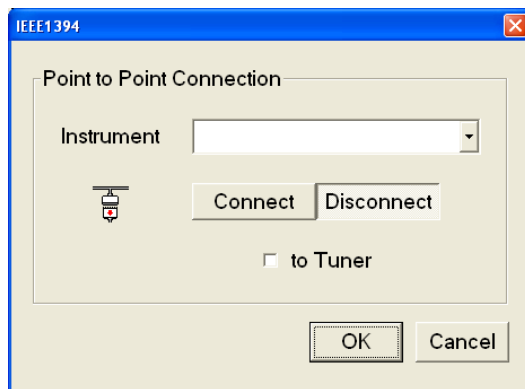 IEEE1394
Point to Point Connection
Instrument
Connect Disconnect
to Tuner
OK Cancel